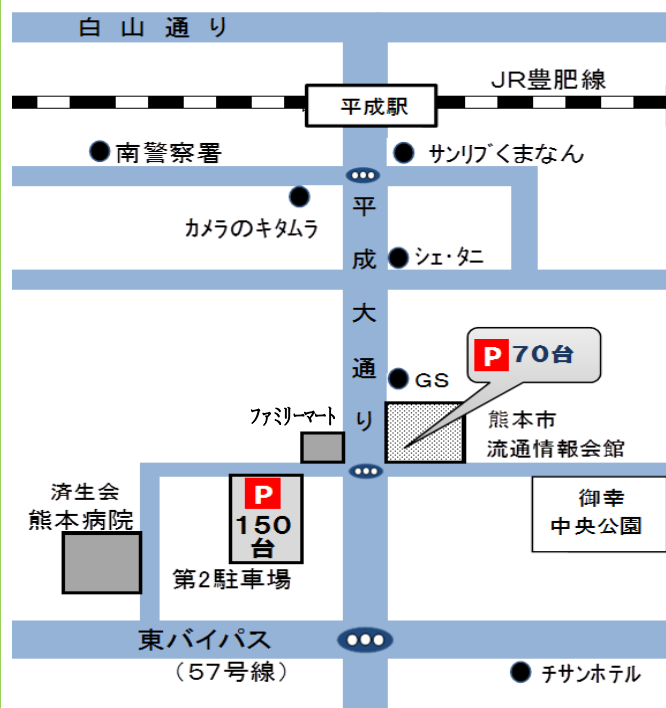 白山通り
JR豊肥線
平成駅
南警察署
サンリブくまなん
カメラのキタムラ
平成大通り
シェ・タニ
P 70台
GS
ファミリーマート
熊本市
流通情報会館
済生会
熊本病院
P
150
台
第2駐車場
御幸
中央公園
東バイパス
(57号線)
チサンホテル